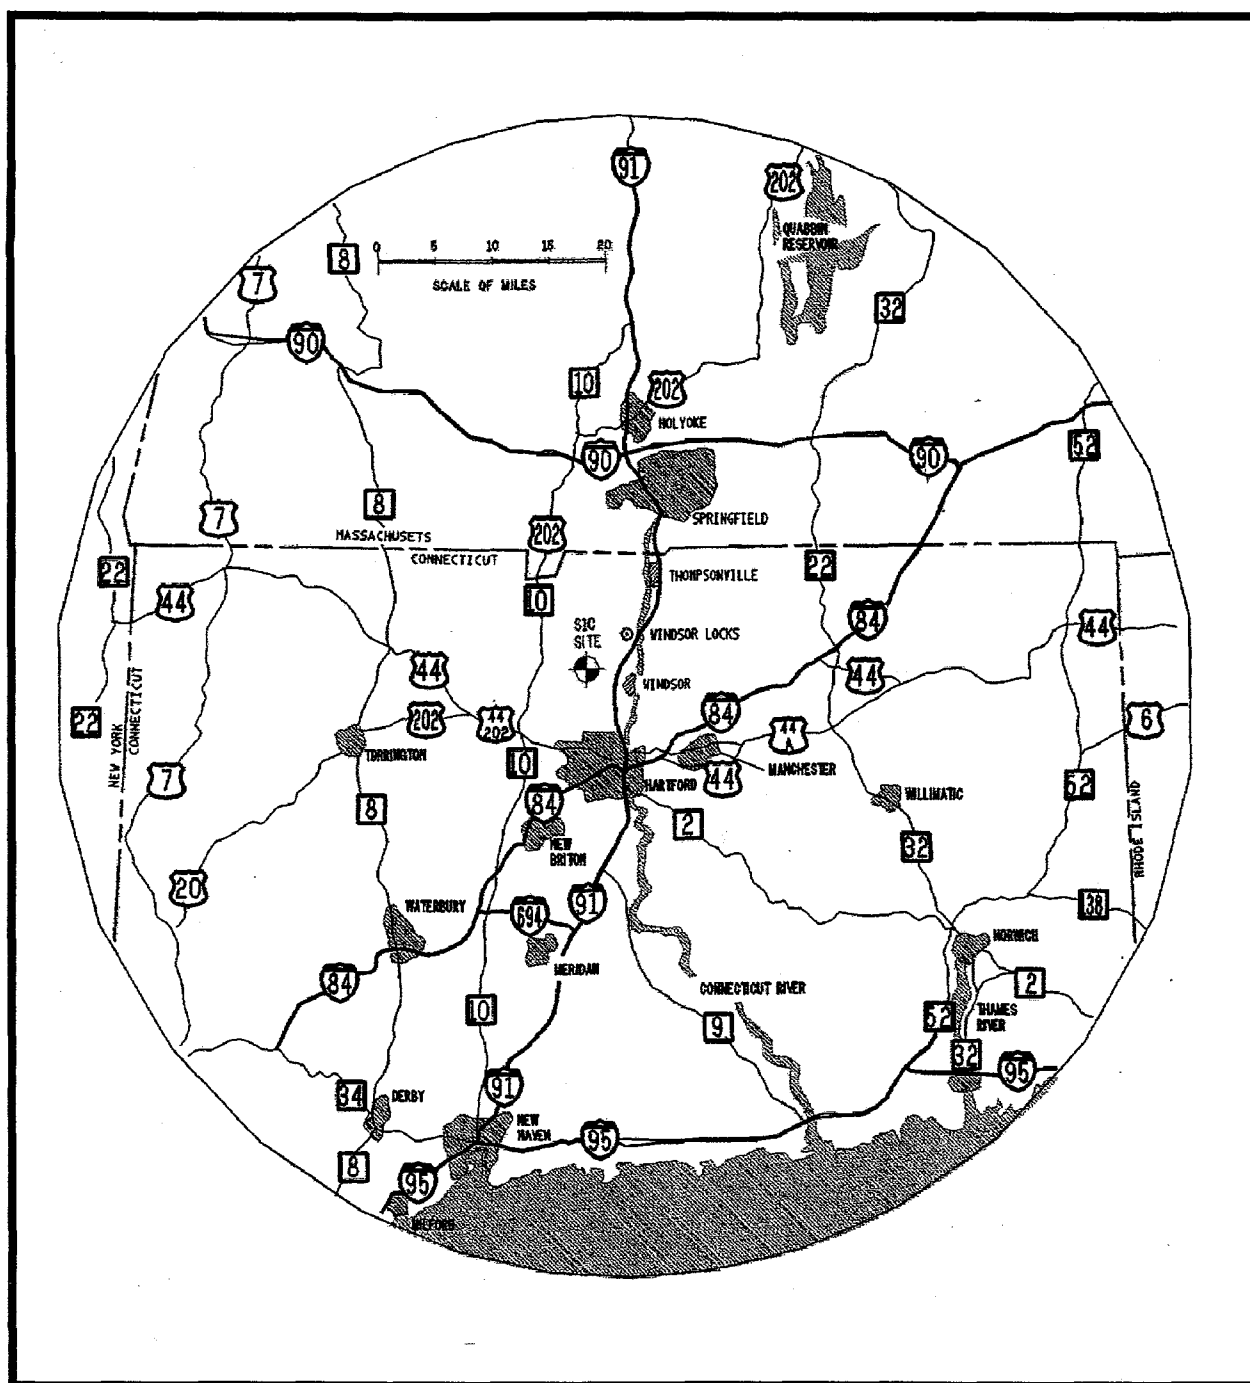 91
202
QUABBIN
RESERVOIR
8
0 5 10 15 20
SCALE OF MILES
7
32
90
10
202
HOLYOKE
52
90
90
8
7
SPRINGFIELD
202
MASSACHUSETS
CONNECTICUT
22
22
THOMPSONVILLE
44
10
84
SIC
SITE
WINDSOR LOCKS
44
44
44
WINDSOR
NEW YORK
CONNECTICUT
22
202
44
202
84
6
TORRINGTON
44
A
10
MANCHESTER
7
HARTFORD
44
52
RHODE ISLAND
84
WILLIMATIC
8
2
NEW
BRITON
32
20
WATERBURY
694
91
38
NORWICH
MERIDAN
84
CONNECTICUT RIVER
2
10
THAMES
RIVER
9
52
32
95
91
34
DERBY
NEW
HAVEN
95
8
95
MILFORD